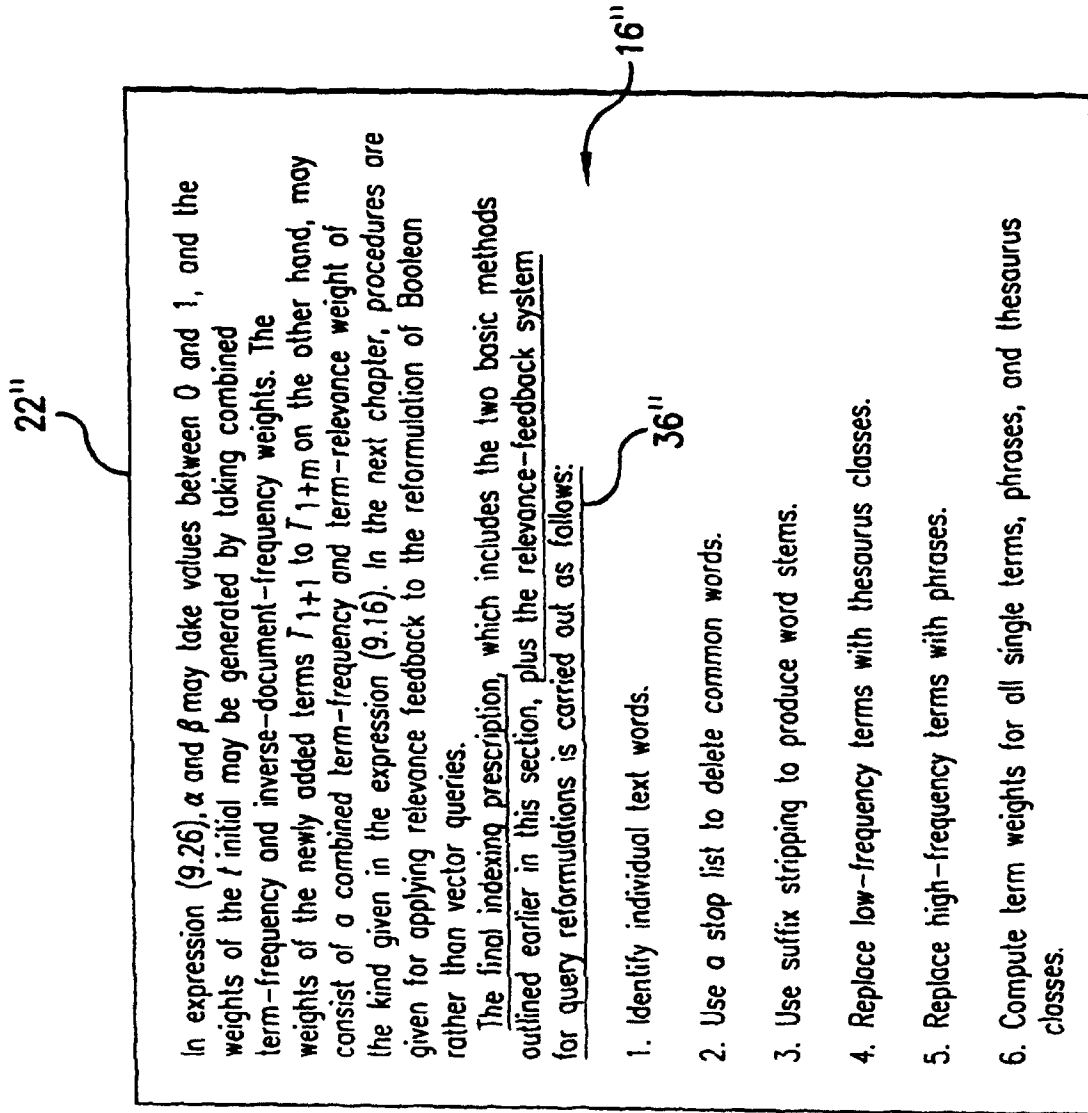 22"
In expression (9.26), α and β may take values between 0 and 1, and the
weights of the t initial may be generated by taking combined
term-frequency and inverse-document-frequency weights. The
weights of the newly added terms T1+1 to T1+m on the other hand, may
consist of a combined term-frequency and term-relevance weight of
the kind given in the expression (9.16). In the next chapter, procedures are
given for applying relevance feedback to the reformulation of Boolean
rather than vector queries.
The final indexing prescription, which includes the two basic methods
outlined earlier in this section, plus the relevance-feedback system
for query reformulations is carried out as follows:
16"
36"
1. Identify individual text words.
2. Use a stop list to delete common words.
3. Use suffix stripping to produce word stems.
4. Replace low-frequency terms with thesaurus classes.
5. Replace high-frequency terms with phrases.
6. Compute term weights for all single terms, phrases, and thesaurus
classes.